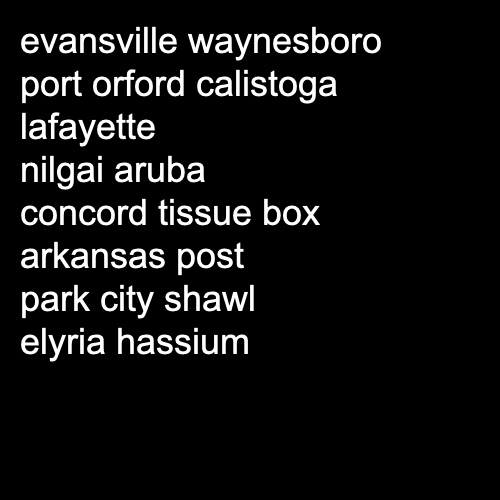 evansville waynesboro
port orford calistoga
lafayette
nilgai aruba
concord tissue box
arkansas post
park city shawl
elyria hassium